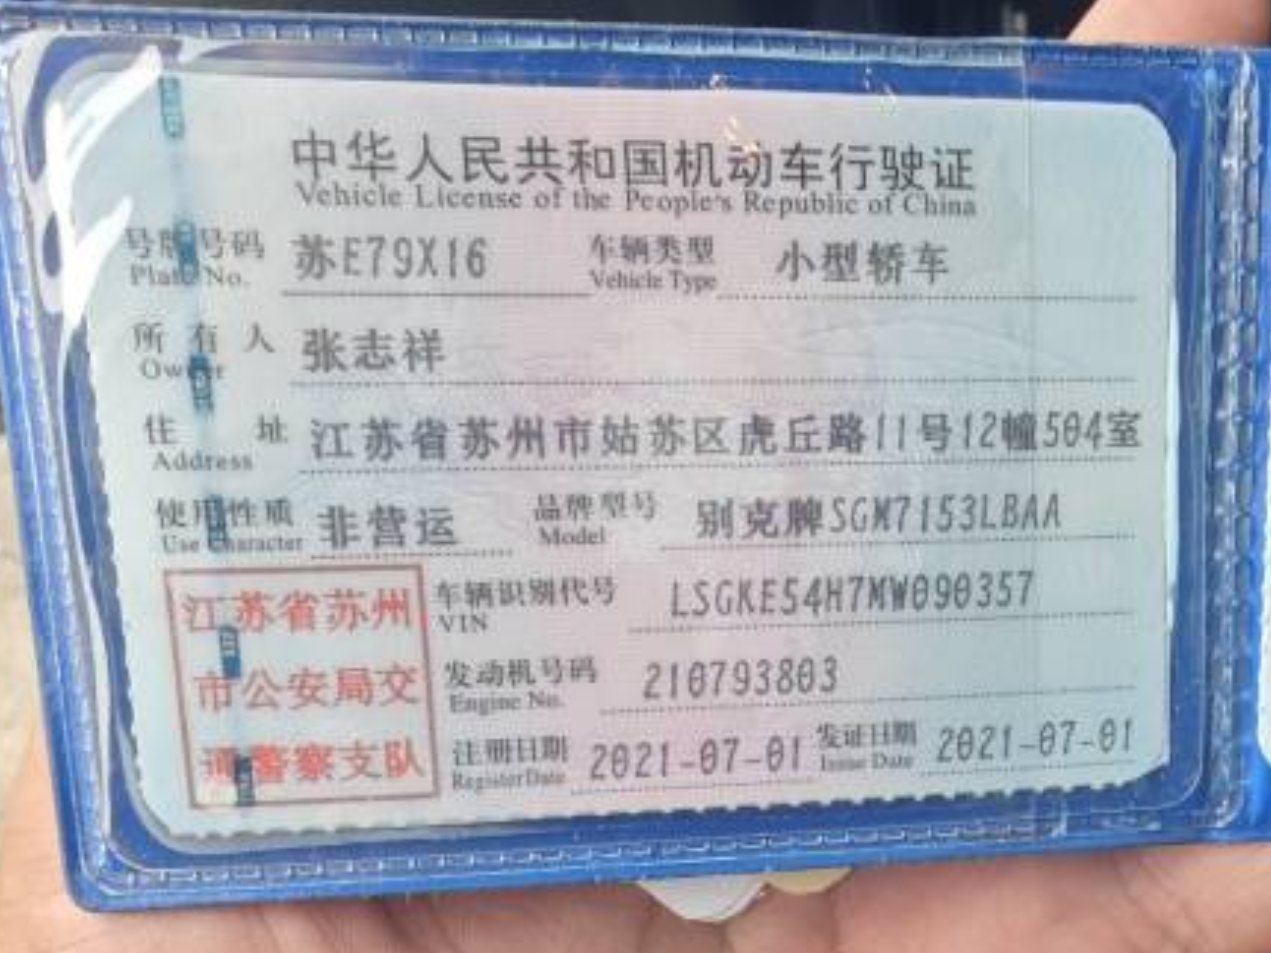 中华人民共和国机动车行驶证
Vehicle License of the People's Republic of China
号牌号码 苏E79X16 车辆类型 小型轿车
Plate No. Vehicle Type
所有人 张志祥
Owner
住址 江苏省苏州市姑苏区虎丘路11号12幢504室
Address
使用性质 非营运 品牌型号 别克牌SGM7153LBAA
Use Character Model
江苏省苏州 车辆识别代号 LSGKE54H7MW090357
VIN
市公安局交 发动机号码 210793803
Engine No.
通警察支队 注册日期 2021-07-01 发证日期 2021-07-01
Register Date Issue Date